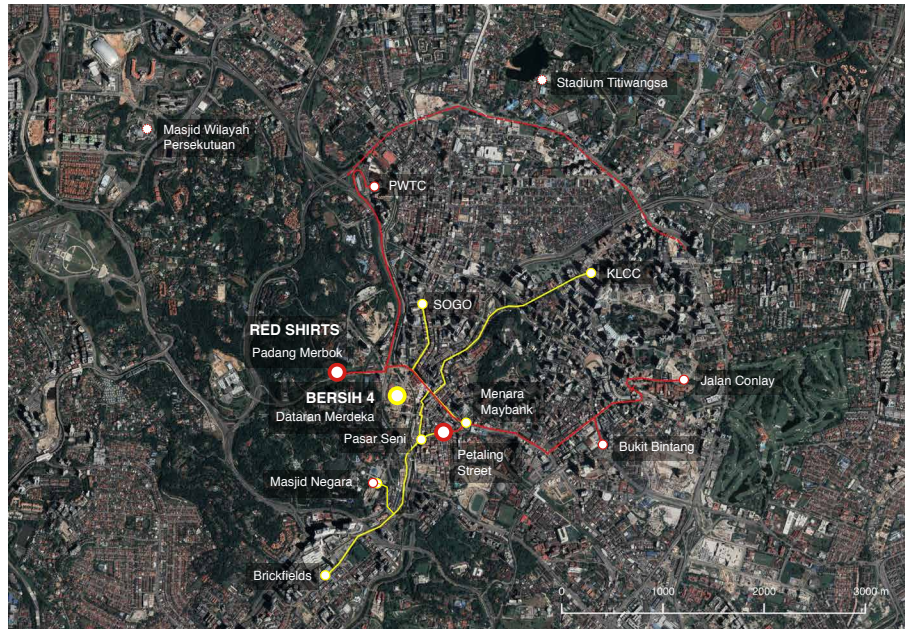 Stadium Titiwangsa
Masjid Wilayah
Persekutuan
PWTC
KLCC
SOGO
RED SHIRTS
Padang Merbok
Jalan Conlay
BERSIH 4
Dataran Merdeka
Menara
Maybank
Pasar Seni
Petaling
Street
Bukit Bintang
Masjid Negara
Brickfields
0 1000 2000 3000 m